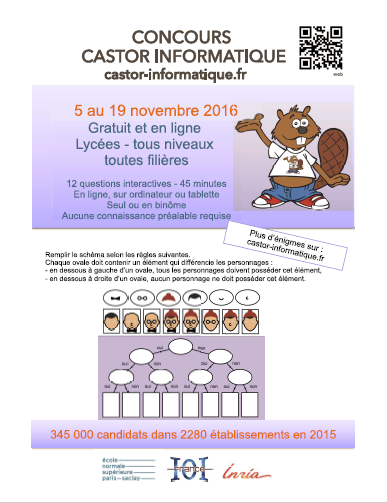 CONCOURS
CASTOR INFORMATIQUE
castor-informatique.fr
web
5 au 19 novembre 2016
Gratuit et en ligne
Lycées - tous niveaux
toutes filières
12 questions interactives - 45 minutes
En ligne, sur ordinateur ou tablette
Seul ou en binôme
Aucune connaissance préalable requise
Plus d'énigmes sur :
castor-informatique.fr
Remplir le schéma selon les règles suivantes.
Chaque ovale doit contenir un élément qui différencie les personnages :
- en dessous à gauche d'un ovale, tous les personnages doivent posséder cet élément,
- en dessous à droite d'un ovale, aucun personnage ne doit posséder cet élément.
oui non
oui non oui non
oui non oui non oui non oui non
345 000 candidats dans 2280 établissements en 2015
école
normale
supérieure
paris-saclay
France
IOI
Inria